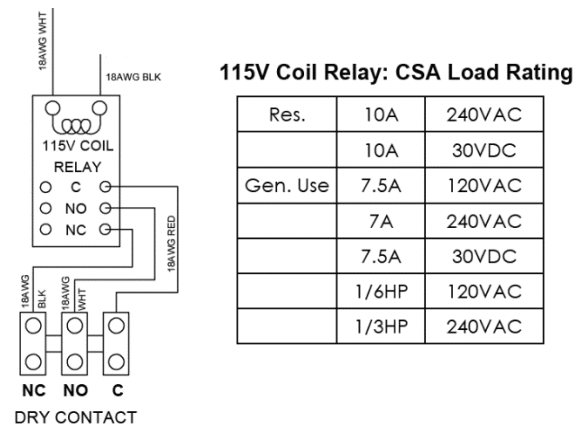 18AWG WHT
18AWG BLK
115V COIL
RELAY
C
NO
NC
18AWG RED
18AWG
BLK
18AWG
WHT
NC NO C
DRY CONTACT
115V Coil Relay: CSA Load Rating
Res. 10A 240VAC
10A 30VDC
Gen. Use 7.5A 120VAC
7A 240VAC
7.5A 30VDC
1/6HP 120VAC
1/3HP 240VAC